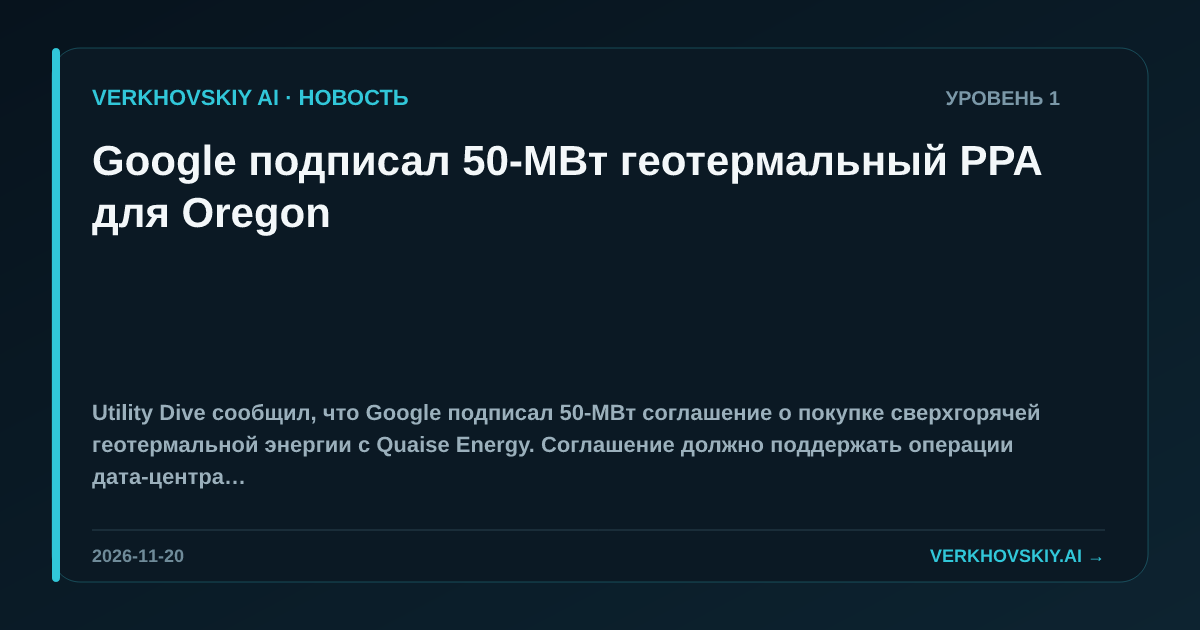 VERKHOVSKIY AI · НОВОСТЬ
УРОВЕНЬ 1
Google подписал 50-МВт геотермальный PPA
для Oregon
Utility Dive сообщил, что Google подписал 50-МВт соглашение о покупке сверхгорячей
геотермальной энергии с Quaise Energy. Соглашение должно поддержать операции
дата-центра…
2026-11-20
VERKHOVSKIY.AI →